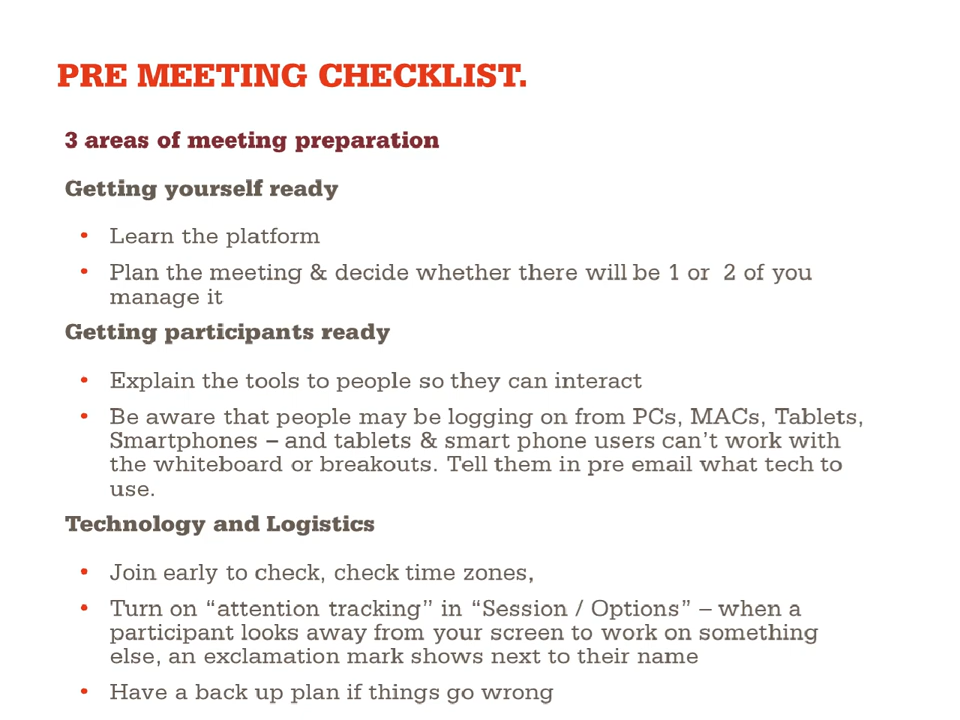 PRE MEETING CHECKLIST.
3 areas of meeting preparation
Getting yourself ready
• Learn the platform
• Plan the meeting & decide whether there will be 1 or 2 of you
manage it
Getting participants ready
• Explain the tools to people so they can interact
• Be aware that people may be logging on from PCs, MACs, Tablets,
Smartphones – and tablets & smart phone users can’t work with
the whiteboard or breakouts. Tell them in pre email what tech to
use.
Technology and Logistics
• Join early to check, check time zones,
• Turn on “attention tracking” in “Session / Options” – when a
participant looks away from your screen to work on something
else, an exclamation mark shows next to their name
• Have a back up plan if things go wrong